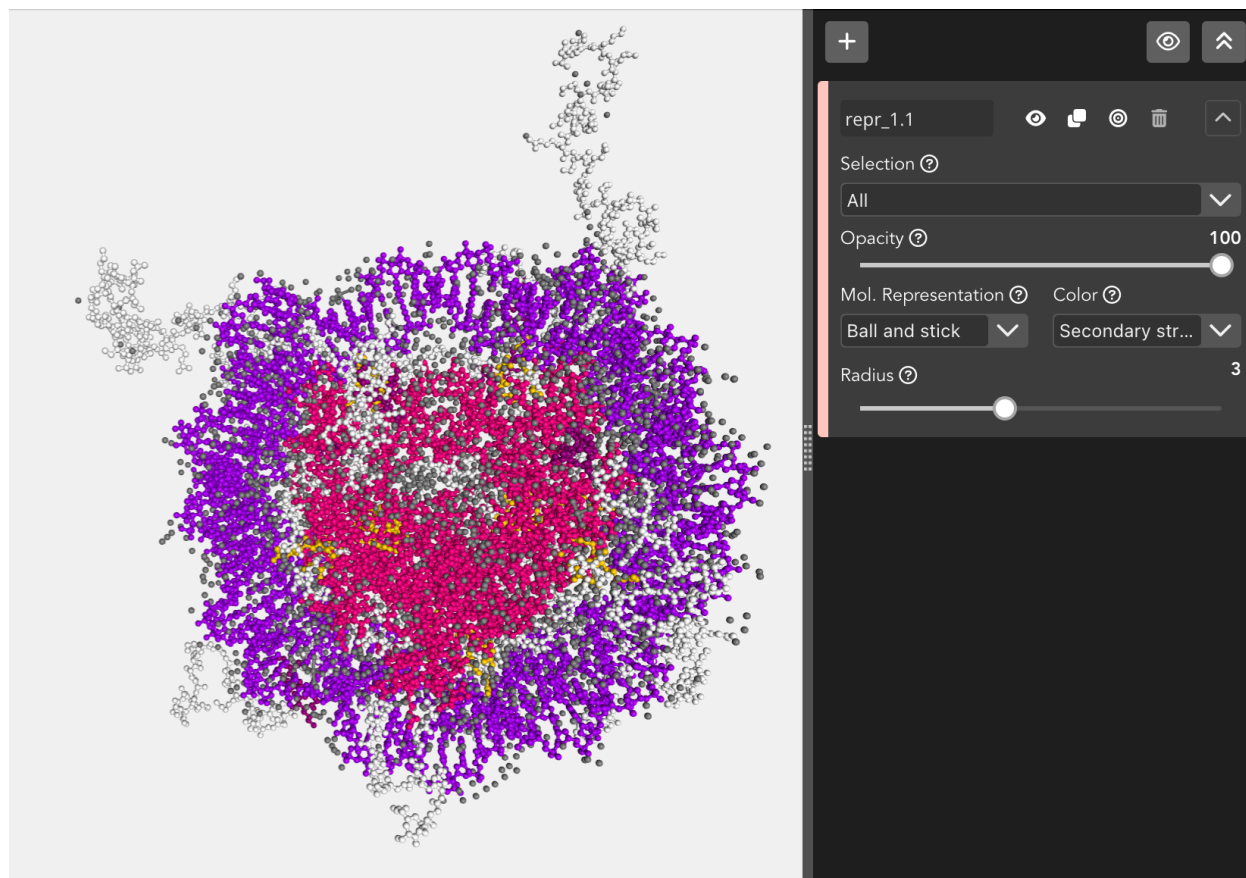 repr_1.1
Selection
All
Opacity 100
Mol. Representation Color
Ball and stick Secondary str...
Radius 3